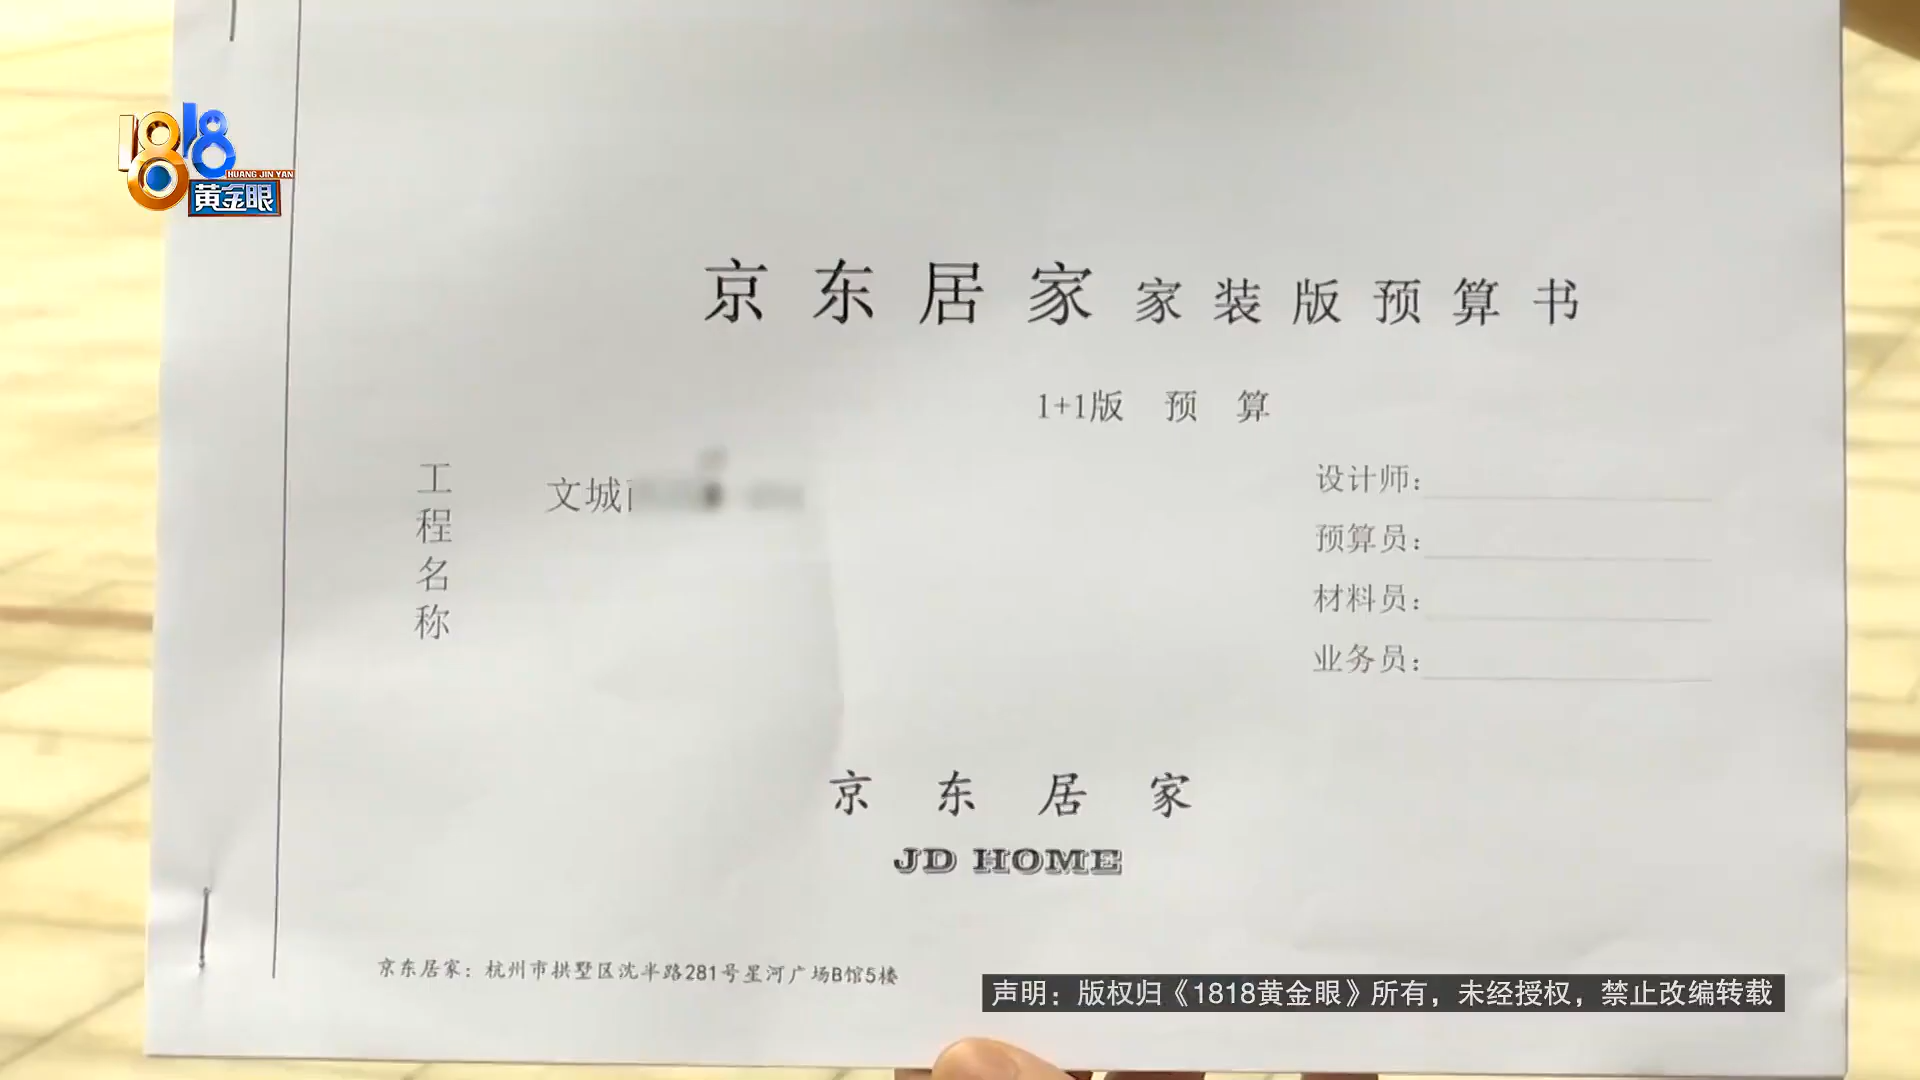 1818
HUANG JIN YAN
黄金眼
京东居家家装版预算书
1+1版 预 算
工程名称
文城
设计师：
预算员：
材料员：
业务员：
京东居家
JD HOME
京东居家：杭州市拱墅区沈半路281号星河广场B馆5楼
声明：版权归《1818黄金眼》所有，未经授权，禁止改编转载